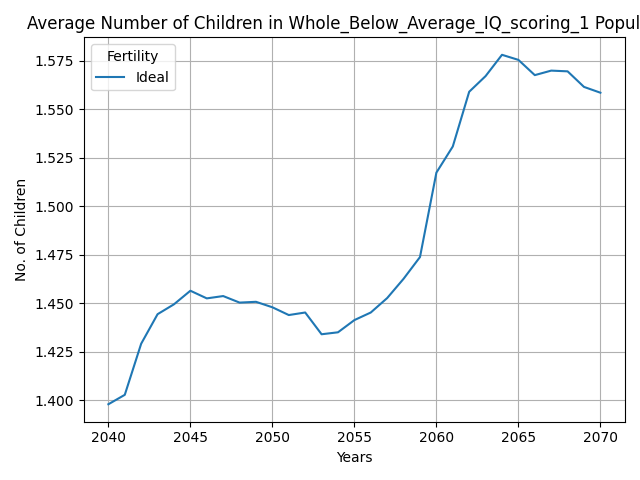 Average Number of Children in Whole_Below_Average_IQ_scoring_1 Popul
Fertility
Ideal
No. of Children
1.575
1.550
1.525
1.500
1.475
1.450
1.425
1.400
2040 2045 2050 2055 2060 2065 2070
Years